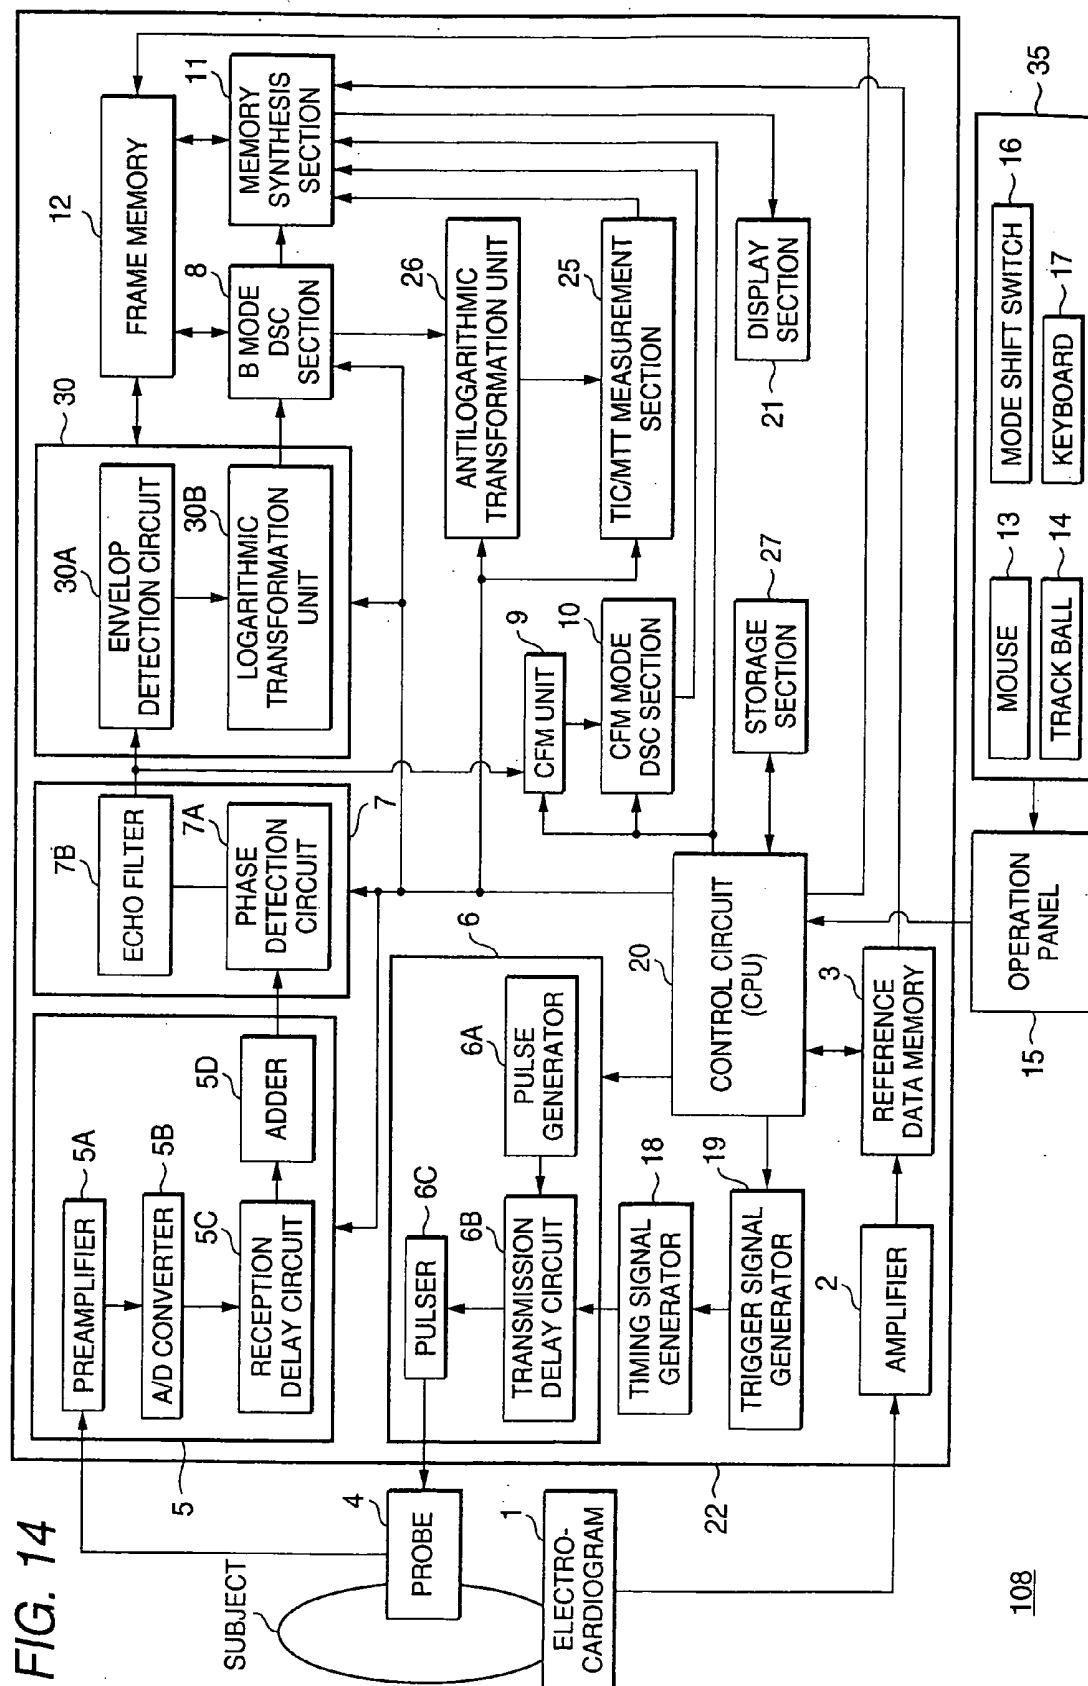 FIG. 14
SUBJECT
4
PROBE
1
ELECTRO-
CARDIOGRAM
5
PREAMPLIFIER
5A
A/D CONVERTER
5B
RECEPTION
DELAY CIRCUIT
5C
ADDER
5D
7B
ECHO FILTER
7A
PHASE
DETECTION
CIRCUIT
7
30
30A
ENVELOP
DETECTION CIRCUIT
30B
LOGARITHMIC
TRANSFORMATION
UNIT
12
FRAME MEMORY
8
B MODE
DSC
SECTION
11
MEMORY
SYNTHESIS
SECTION
6
PULSER
6C
6A
PULSE
GENERATOR
6B
TRANSMISSION
DELAY CIRCUIT
26
ANTILOGARITHMIC
TRANSFORMATION UNIT
25
TIC/MTT MEASUREMENT
SECTION
9
CFM UNIT
10
CFM MODE
DSC SECTION
18
TIMING SIGNAL
GENERATOR
19
TRIGGER SIGNAL
GENERATOR
20
CONTROL CIRCUIT
(CPU)
27
STORAGE
SECTION
21
DISPLAY
SECTION
2
AMPLIFIER
3
REFERENCE
DATA MEMORY
22
15
OPERATION
PANEL
35
13
MOUSE
14
TRACK BALL
16
MODE SHIFT SWITCH
17
KEYBOARD
108